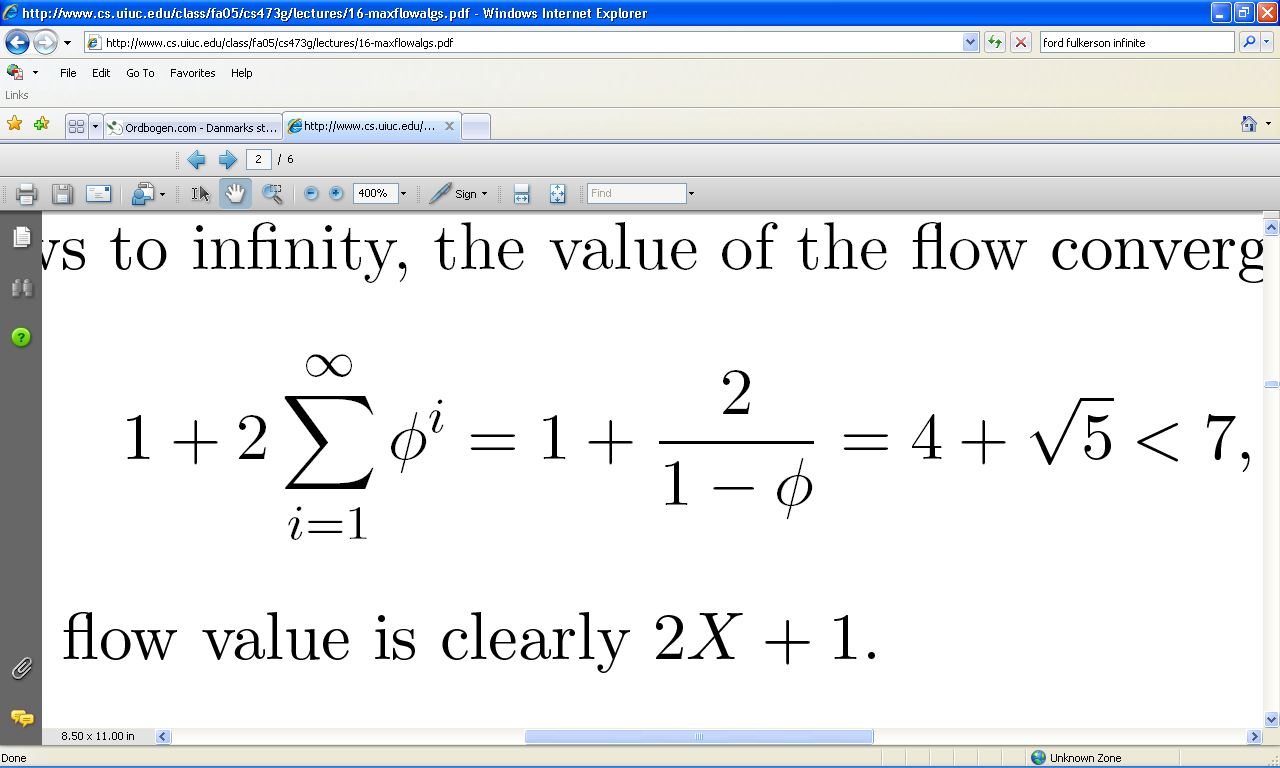 http://www.cs.uiuc.edu/class/fa05/cs473g/lectures/16-maxflowalgs.pdf - Windows Internet Explorer
http://www.cs.uiuc.edu/class/fa05/cs473g/lectures/16-maxflowalgs.pdf
ford fulkerson infinite
File Edit Go To Favorites Help
Links
Ordbogen.com - Danmarks st... http://www.cs.uiuc.edu/...
2 / 6
400% Sign Find
ws to infinity, the value of the flow converg
1 + 2 ∑_{i=1}^{∞} ϕ^i = 1 + 2/(1 − ϕ) = 4 + √5 < 7,
flow value is clearly 2X + 1.
8.50 x 11.00 in
Done Unknown Zone